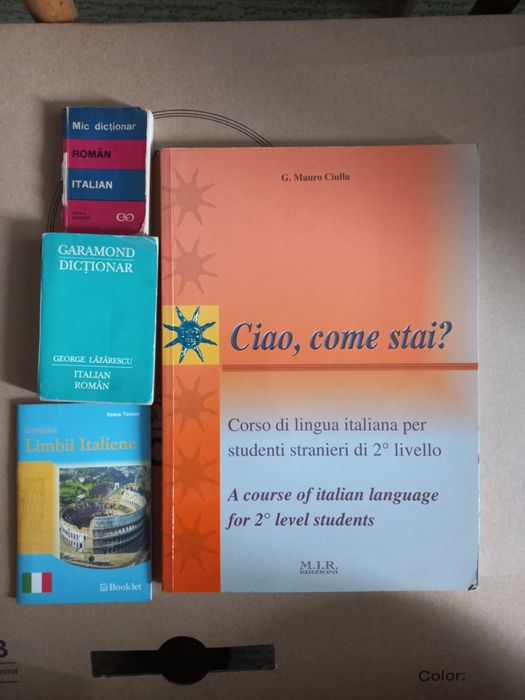 Mic dicționar
ROMÂN
ITALIAN
GARAMOND
DICȚIONAR
GEORGE LĂZĂRESCU
ITALIAN
ROMÂN
Ileana Tănase
Gramatica
Limbii Italiene
Booklet
G. Mauro Ciulla
Ciao, come stai?
Corso di lingua italiana per
studenti stranieri di 2° livello
A course of italian language
for 2° level students
M.I.R.
EDIZIONI
Color: